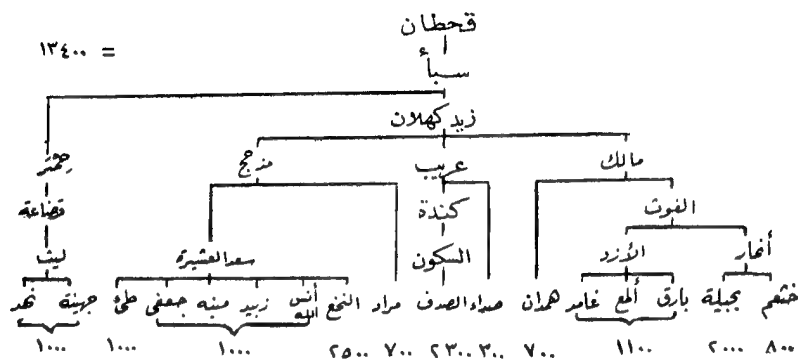 قحطان
١٣٤٠٠ =
سبأ
زيد كهلان
مالك عريب مذحج حمير
الغوث كندة قضاعة
أنمار الأزد السكون سعد العشيرة ليث
خثعم بجيلة بارق ألمع غامد همدان صداء الصدف مراد النخع أنس الله زبيد منبه جعفى طئ جهينة نهد
٨٠٠ ٢٠٠٠ ١١٠٠ ٧٠٠ ٣٠٠ ٢٣٠٠ ٧٠٠ ٢٥٠٠ ١٠٠٠ ١٠٠٠ ١٠٠٠